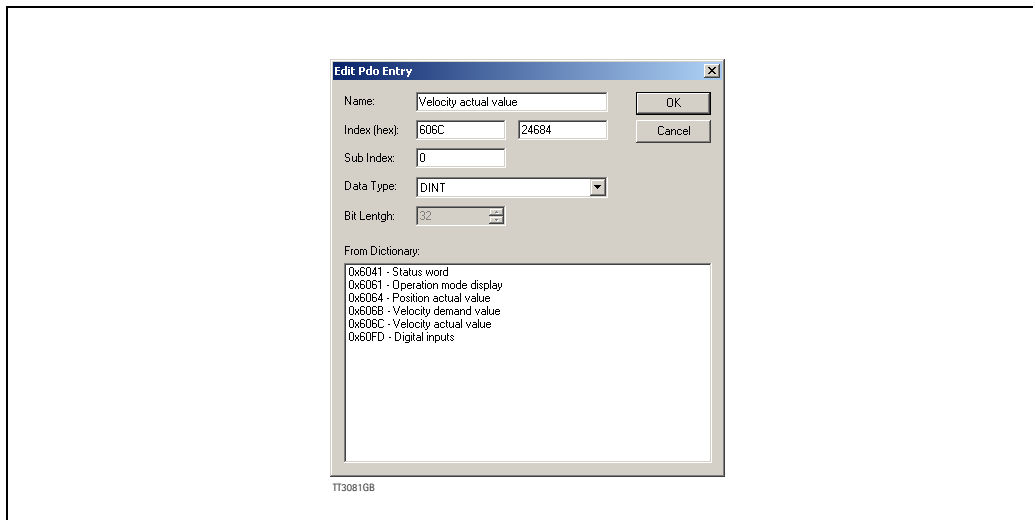 Edit Pdo Entry
Name: Velocity actual value OK
Index (hex): 606C 24684 Cancel
Sub Index: 0
Data Type: DINT
Bit Lentgh: 32
From Dictionary:
0x6041 - Status word
0x6061 - Operation mode display
0x6064 - Position actual value
0x606B - Velocity demand value
0x606C - Velocity actual value
0x60FD - Digital inputs
TT3081GB